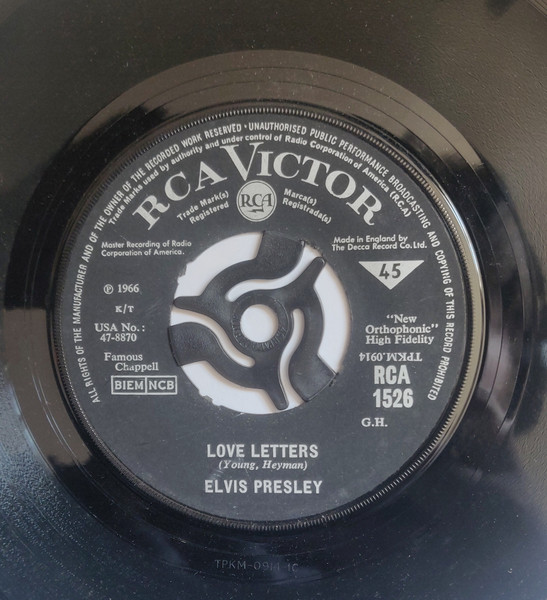 ALL RIGHTS OF THE MANUFACTURER AND OF THE OWNER OF THE RECORDED WORK RESERVED · UNAUTHORISED PUBLIC PERFORMANCE BROADCASTING AND COPYING OF THIS RECORD PROHIBITED
Trade Marks used by authority and under control of Radio Corporation of America (R.C.A)
RCA VICTOR
Trade Mark(s)
Registered
RCA
Marca(s)
Registrada(s)
Master Recording of Radio
Corporation of America.
Made in England by
The Decca Record Co. Ltd.
45
℗ 1966
K/T
USA No.:
47-8870
Famous
Chappell
BIEM NCB
"New
Orthophonic"
High Fidelity
TPKM-0914
RCA
1526
G.H.
LOVE LETTERS
(Young, Heyman)
ELVIS PRESLEY